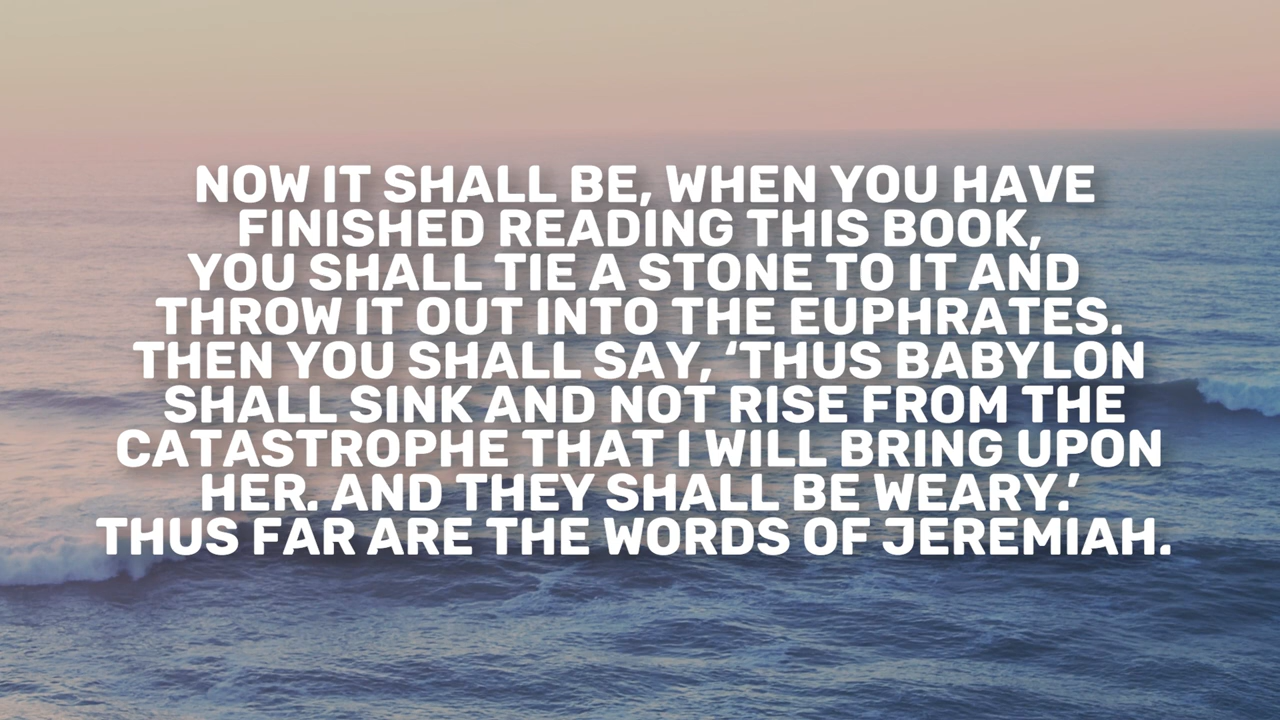 NOW IT SHALL BE, WHEN YOU HAVE
FINISHED READING THIS BOOK,
YOU SHALL TIE A STONE TO IT AND
THROW IT OUT INTO THE EUPHRATES.
THEN YOU SHALL SAY, ‘THUS BABYLON
SHALL SINK AND NOT RISE FROM THE
CATASTROPHE THAT I WILL BRING UPON
HER. AND THEY SHALL BE WEARY.’
THUS FAR ARE THE WORDS OF JEREMIAH.